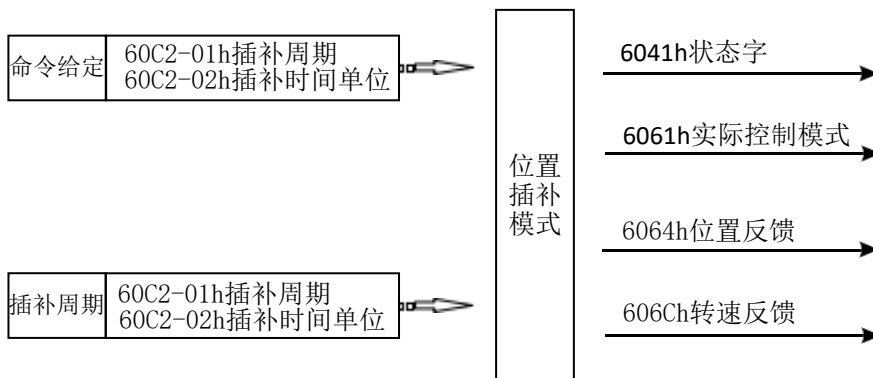 命令给定
60C2-01h插补周期
60C2-02h插补时间单位
插补周期
60C2-01h插补周期
60C2-02h插补时间单位
位置
插补
模式
6041h状态字
6061h实际控制模式
6064h位置反馈
606Ch转速反馈